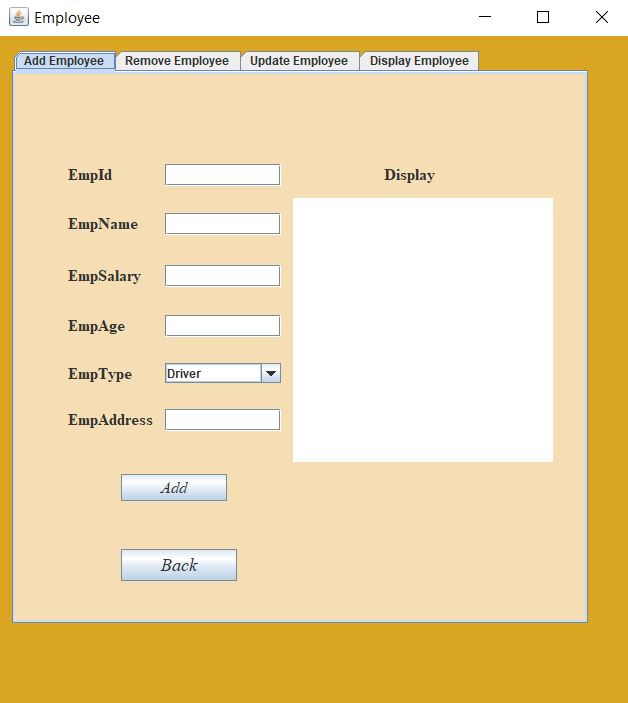 Employee
Add Employee Remove Employee Update Employee Display Employee
EmpId Display
EmpName
EmpSalary
EmpAge
EmpType Driver
EmpAddress
Add
Back